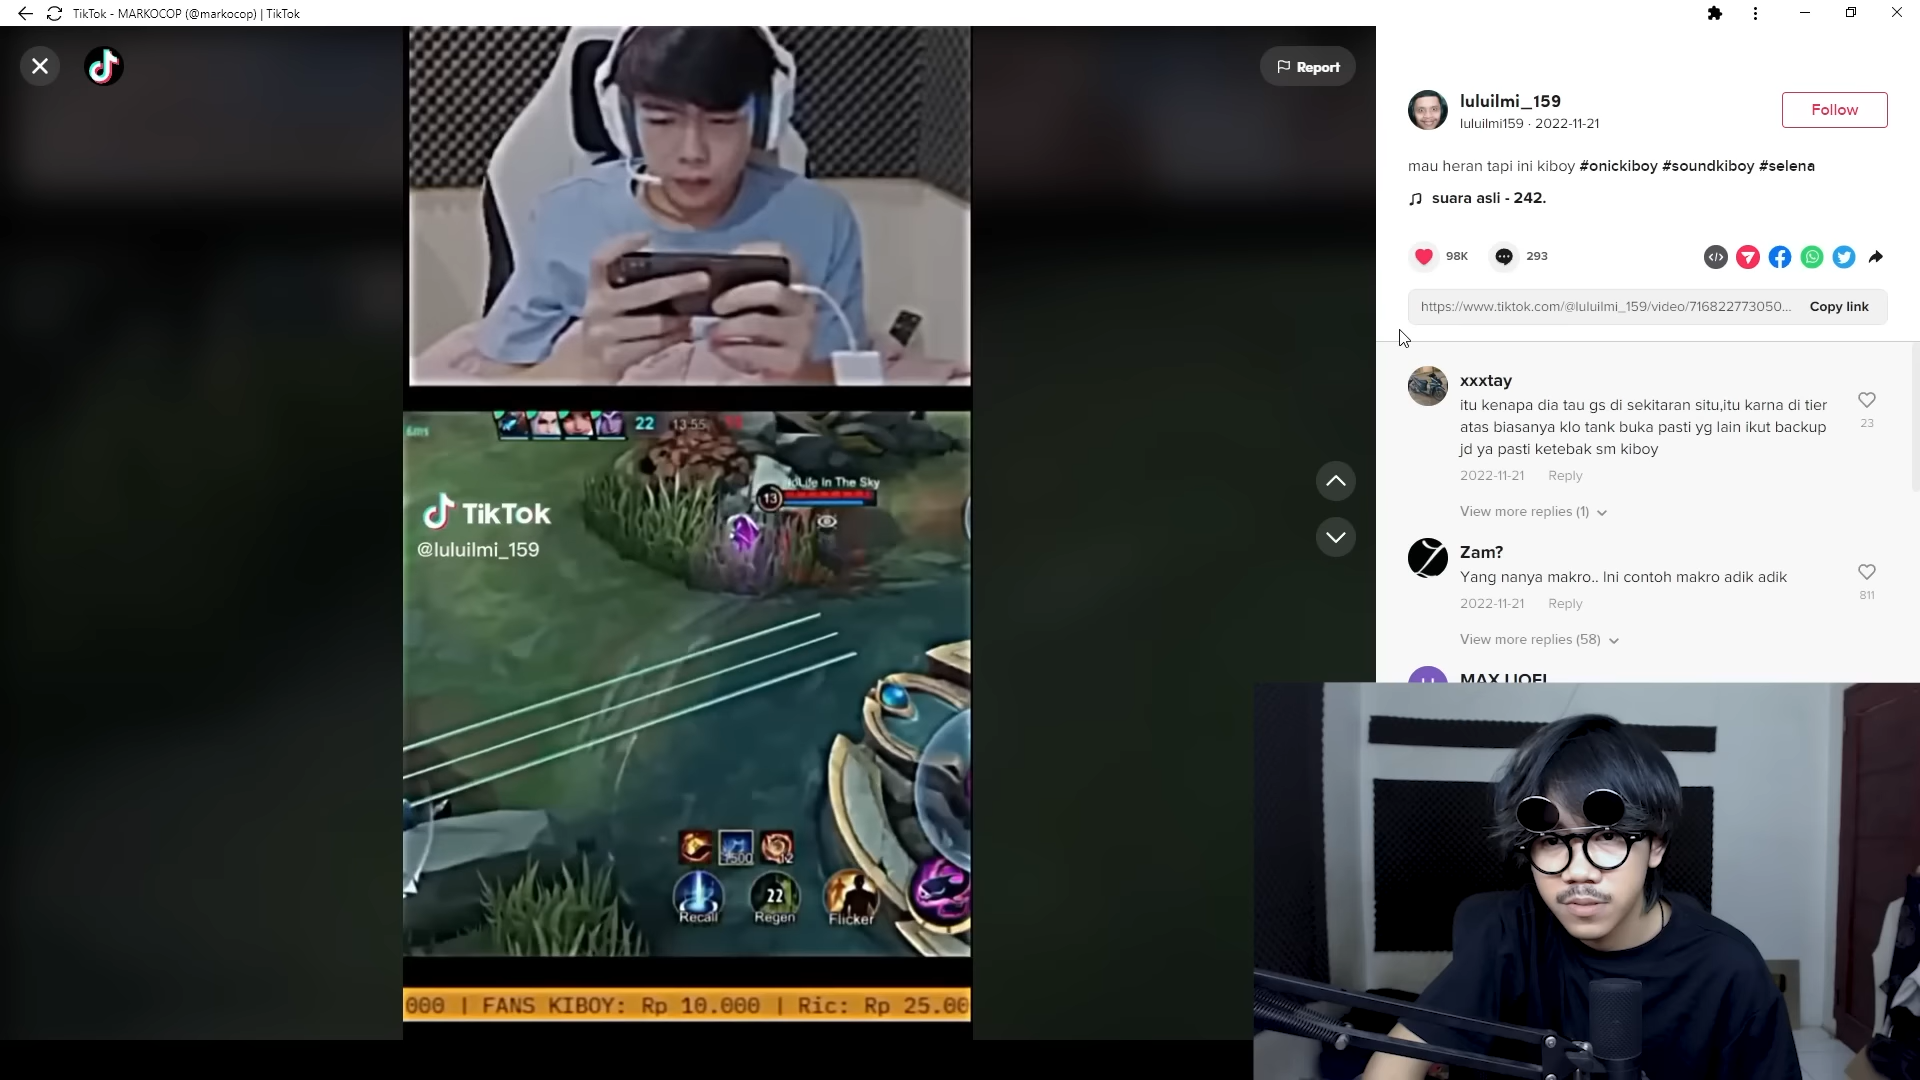 TikTok - MARKOCOP (@markocop) | TikTok
Report
luluilmi_159
luluilmi159 · 2022-11-21
Follow
mau heran tapi ini kiboy #onickiboy #soundkiboy #selena
suara asli - 242.
98K
293
https://www.tiktok.com/@luluilmi_159/video/716822773050...
Copy link
xxxtay
itu kenapa dia tau gs di sekitaran situ,itu karna di tier
atas biasanya klo tank buka pasti yg lain ikut backup
jd ya pasti ketebak sm kiboy
23
2022-11-21 Reply
View more replies (1)
Zam?
Yang nanya makro.. Ini contoh makro adik adik
811
2022-11-21 Reply
View more replies (58)
22 13:55
Life In The Sky
13
TikTok
@luluilmi_159
1500
Recall
22
Regen
Flicker
000 | FANS KIBOY: Rp 10.000 | Ric: Rp 25.00